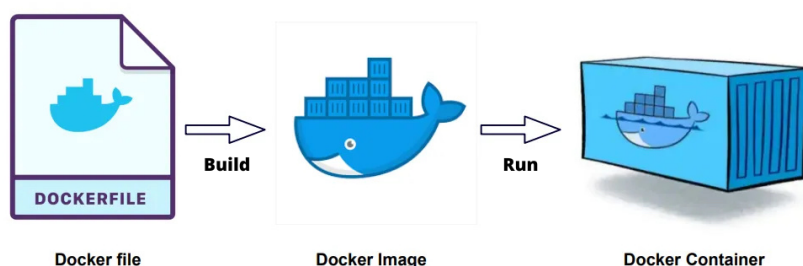 DOCKERFILE
Build
Run
Docker file
Docker Image
Docker Container